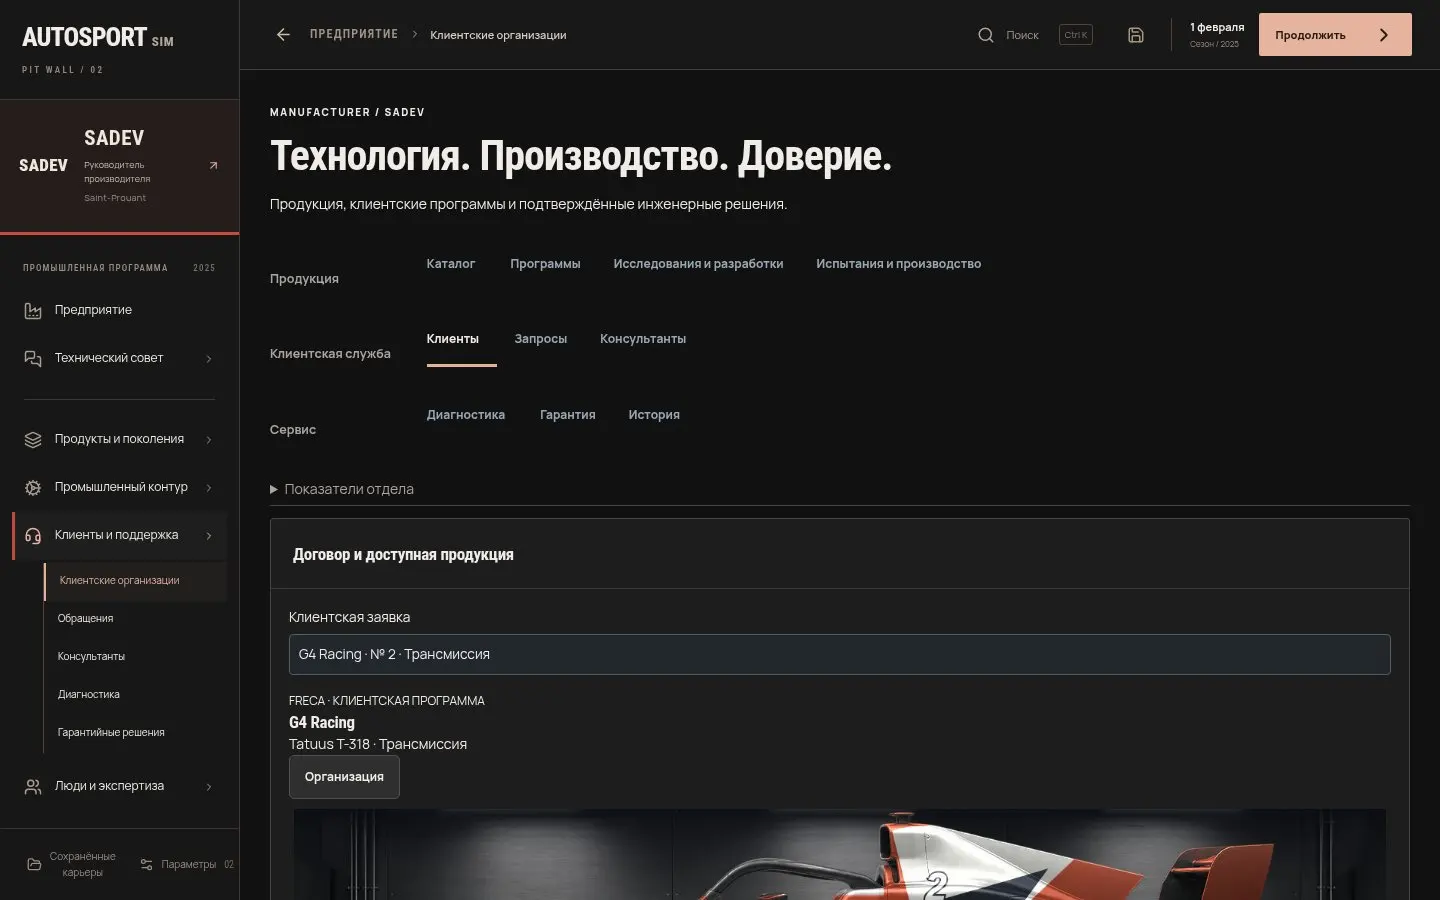 AUTOSPORT SIM
PIT WALL / 02
SADEV
SADEV
Руководитель
производителя
Saint-Prouant
ПРОМЫШЛЕННАЯ ПРОГРАММА 2025
Предприятие
Технический совет
Продукты и поколения
Промышленный контур
Клиенты и поддержка
Клиентские организации
Обращения
Консультанты
Диагностика
Гарантийные решения
Люди и экспертиза
Сохранённые
карьеры
Параметры 02
ПРЕДПРИЯТИЕ
Клиентские организации
Поиск Ctrl K
1 февраля
Сезон / 2025
Продолжить
MANUFACTURER / SADEV
Технология. Производство. Доверие.
Продукция, клиентские программы и подтверждённые инженерные решения.
Продукция
Каталог Программы Исследования и разработки Испытания и производство
Клиентская служба
Клиенты Запросы Консультанты
Сервис
Диагностика Гарантия История
Показатели отдела
Договор и доступная продукция
Клиентская заявка
G4 Racing · № 2 · Трансмиссия
FRECA · КЛИЕНТСКАЯ ПРОГРАММА
G4 Racing
Tatuus T-318 · Трансмиссия
Организация
2